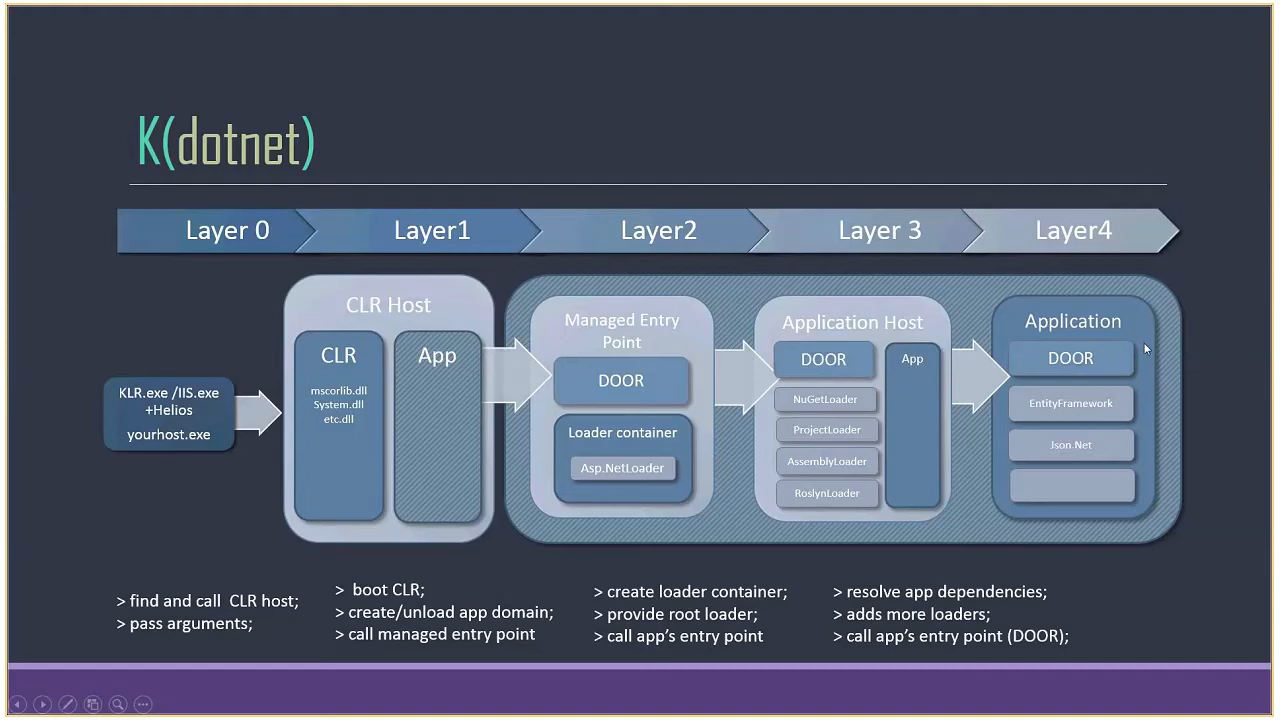 K(dotnet)
Layer 0
Layer1
Layer2
Layer 3
Layer4
KLR.exe /IIS.exe
+Helios
yourhost.exe
CLR Host
CLR
mscorlib.dll
System.dll
etc.dll
App
Managed Entry
Point
DOOR
Loader container
Asp.NetLoader
Application Host
DOOR
NuGetLoader
ProjectLoader
AssemblyLoader
RoslynLoader
App
Application
DOOR
EntityFramework
Json.Net
> find and call CLR host;
> pass arguments;
> boot CLR;
> create/unload app domain;
> call managed entry point
> create loader container;
> provide root loader;
> call app's entry point
> resolve app dependencies;
> adds more loaders;
> call app's entry point (DOOR);